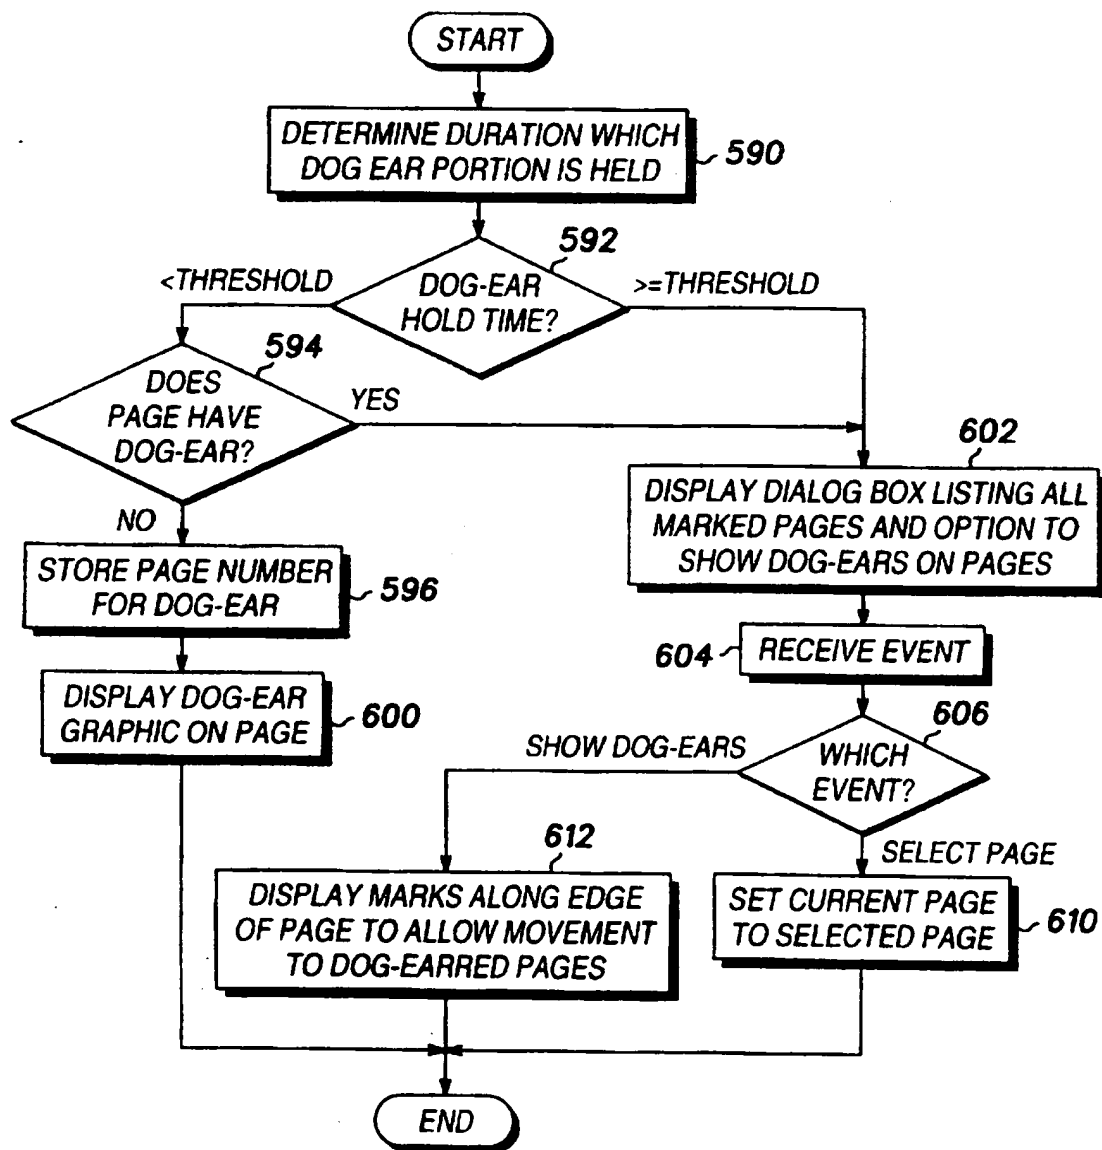 START
DETERMINE DURATION WHICH
DOG EAR PORTION IS HELD
590
592
<THRESHOLD
DOG-EAR
HOLD TIME?
>=THRESHOLD
594
DOES
PAGE HAVE
DOG-EAR?
YES
602
DISPLAY DIALOG BOX LISTING ALL
MARKED PAGES AND OPTION TO
SHOW DOG-EARS ON PAGES
NO
STORE PAGE NUMBER
FOR DOG-EAR
596
604
RECEIVE EVENT
DISPLAY DOG-EAR
GRAPHIC ON PAGE
600
606
SHOW DOG-EARS
WHICH
EVENT?
612
SELECT PAGE
DISPLAY MARKS ALONG EDGE
OF PAGE TO ALLOW MOVEMENT
TO DOG-EARRED PAGES
SET CURRENT PAGE
TO SELECTED PAGE
610
END